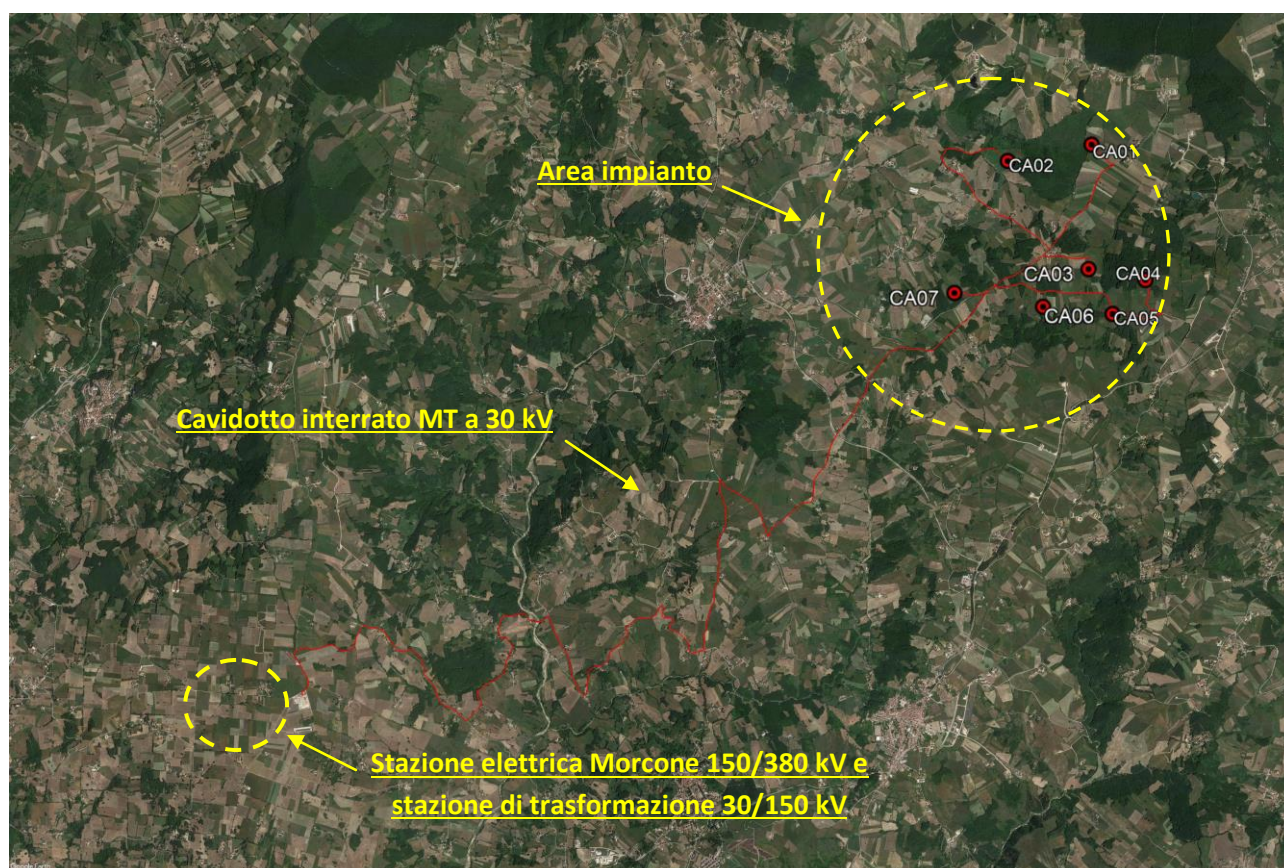 Area impianto
CA02
CA01
CA03
CA04
CA07
CA06
CA05
Cavidotto interrato MT a 30 kV
Stazione elettrica Morcone 150/380 kV e
stazione di trasformazione 30/150 kV